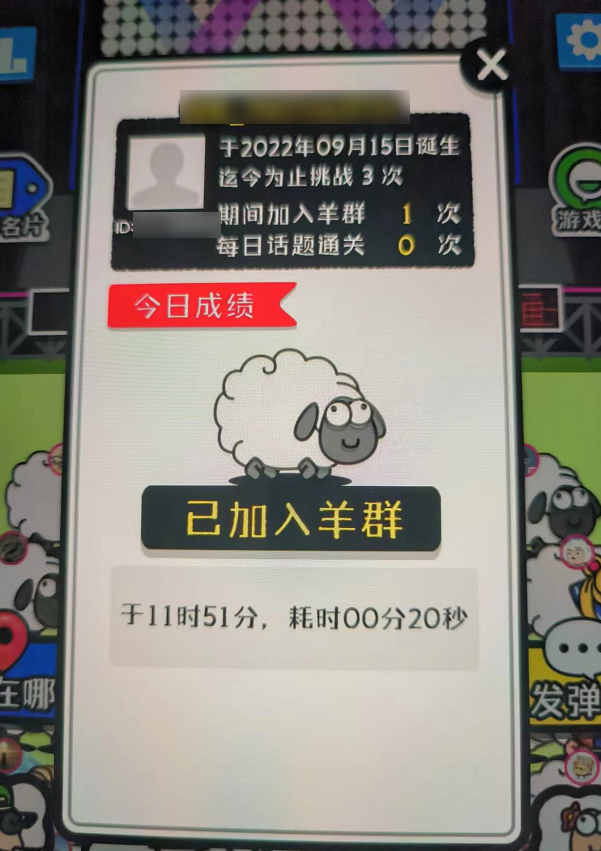 于2022年09月15日诞生
迄今为止挑战 3 次
ID:
期间加入羊群 1 次
每日话题通关 0 次
名片
游戏
今日成绩
通
已加入羊群
于11时51分，耗时00分20秒
在哪
发弹